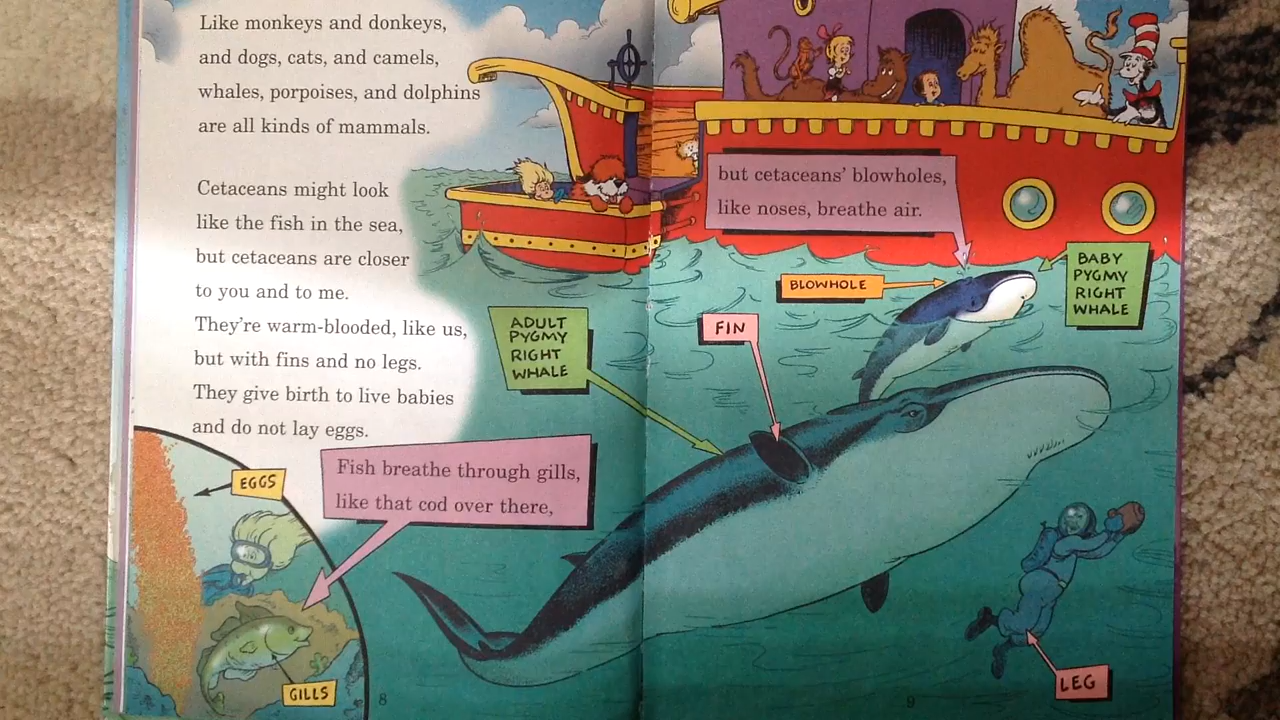 Like monkeys and donkeys,
and dogs, cats, and camels,
whales, porpoises, and dolphins
are all kinds of mammals.
Cetaceans might look
like the fish in the sea,
but cetaceans are closer
to you and to me.
They're warm-blooded, like us,
but with fins and no legs.
They give birth to live babies
and do not lay eggs.
EGGS
Fish breathe through gills,
like that cod over there,
GILLS
8
but cetaceans' blowholes,
like noses, breathe air.
BLOWHOLE
BABY
PYGMY
RIGHT
WHALE
ADULT
PYGMY
RIGHT
WHALE
FIN
LEG
9